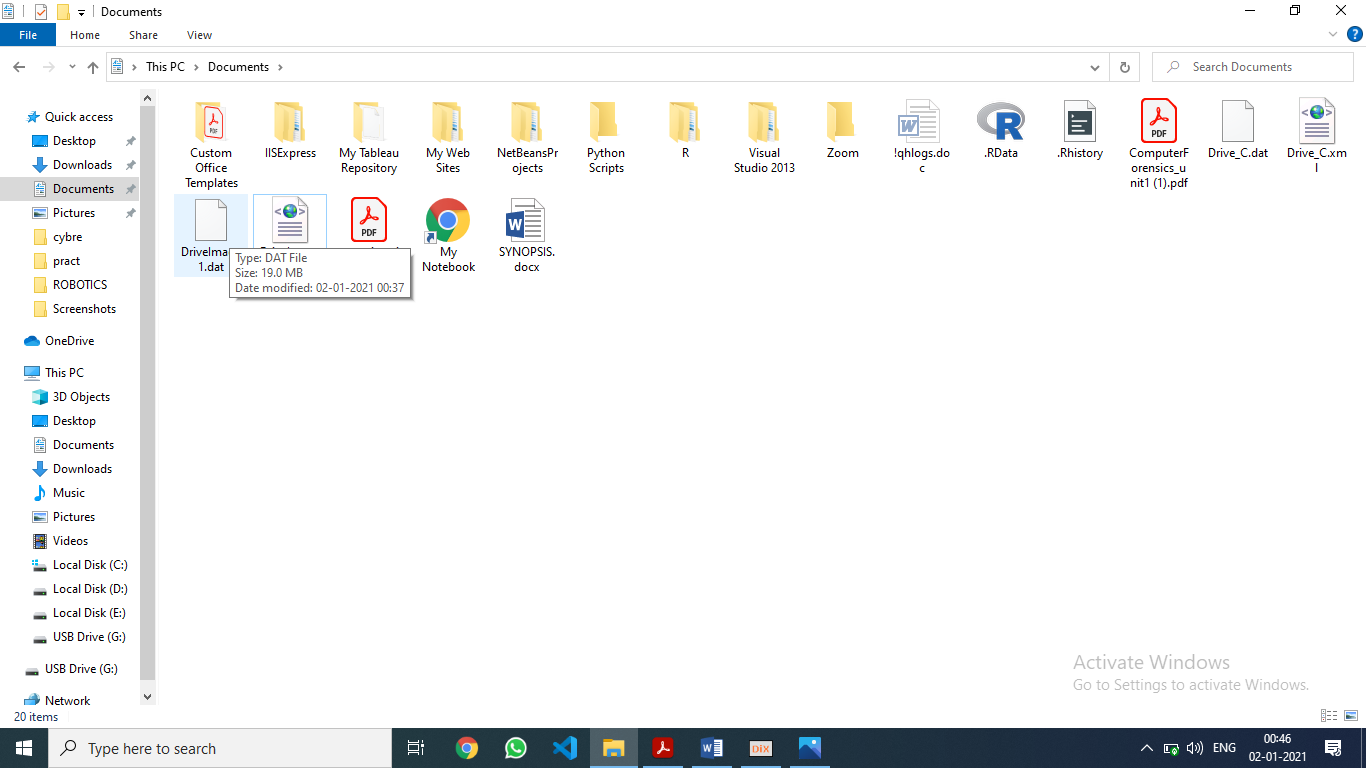 Documents
File Home Share View
This PC Documents
Search Documents
Quick access
Desktop
Downloads
Documents
Pictures
cybre
pract
ROBOTICS
Screenshots
OneDrive
This PC
3D Objects
Desktop
Documents
Downloads
Music
Pictures
Videos
Local Disk (C:)
Local Disk (D:)
Local Disk (E:)
USB Drive (G:)
USB Drive (G:)
Network
Custom
Office
Templates
IISExpress
My Tableau
Repository
My Web
Sites
NetBeansPr
ojects
Python
Scripts
R
Visual
Studio 2013
Zoom
!qhlogs.do
c
.RData
.Rhistory
ComputerF
orensics_u
nit1 (1).pdf
Drive_C.dat
Drive_C.xm
l
DriveIma
1.dat
My
Notebook
SYNOPSIS.
docx
Type: DAT File
Size: 19.0 MB
Date modified: 02-01-2021 00:37
Activate Windows
Go to Settings to activate Windows.
20 items
Type here to search
DiX
ENG
00:46
02-01-2021